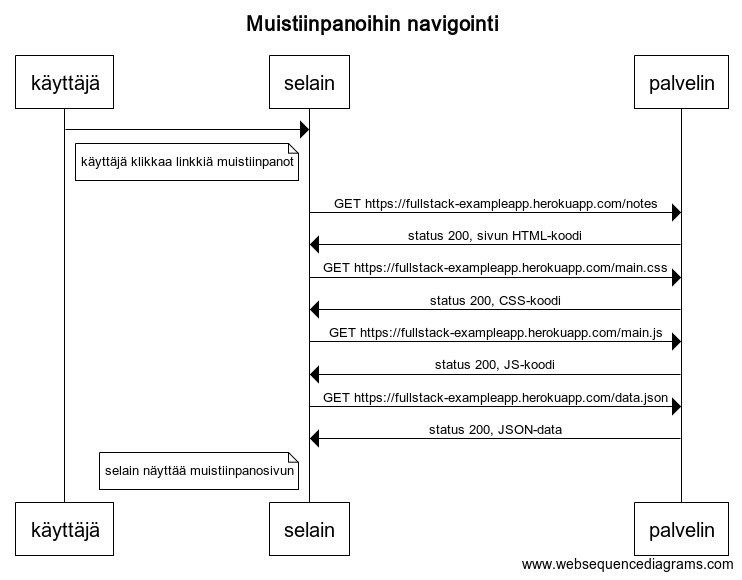 Muistiinpanoihin navigointi
käyttäjä
selain
palvelin
käyttäjä klikkaa linkkiä muistiinpanot
GET https://fullstack-exampleapp.herokuapp.com/notes
status 200, sivun HTML-koodi
GET https://fullstack-exampleapp.herokuapp.com/main.css
status 200, CSS-koodi
GET https://fullstack-exampleapp.herokuapp.com/main.js
status 200, JS-koodi
GET https://fullstack-exampleapp.herokuapp.com/data.json
status 200, JSON-data
selain näyttää muistiinpanosivun
käyttäjä
selain
palvelin
www.websequencediagrams.com